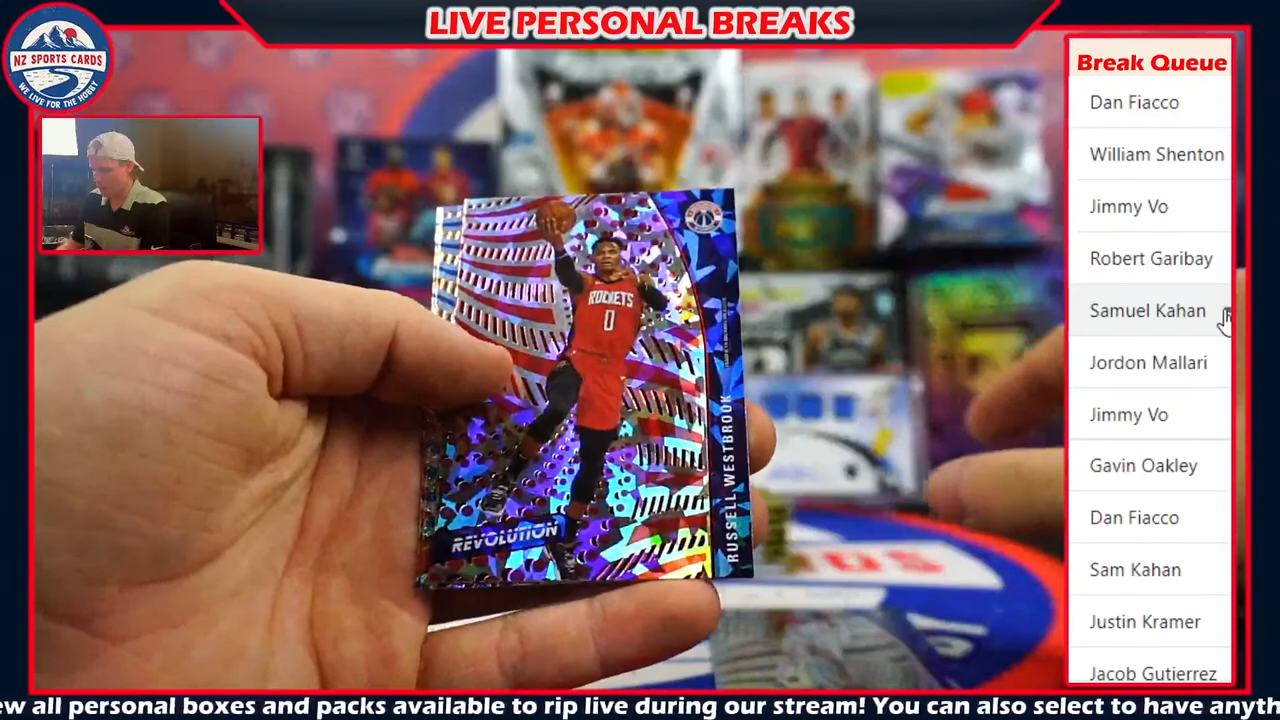 LIVE PERSONAL BREAKS
NZ SPORTS CARDS
WE LIVE FOR THE HOBBY
Break Queue
Dan Fiacco
William Shenton
Jimmy Vo
Robert Garibay
Samuel Kahan
Jordon Mallari
Jimmy Vo
Gavin Oakley
Dan Fiacco
Sam Kahan
Justin Kramer
Jacob Gutierrez
ROCKETS
0
REVOLUTION
RUSSELL WESTBROOK
ew all personal boxes and packs available to rip live during our stream! You can also select to have anyth